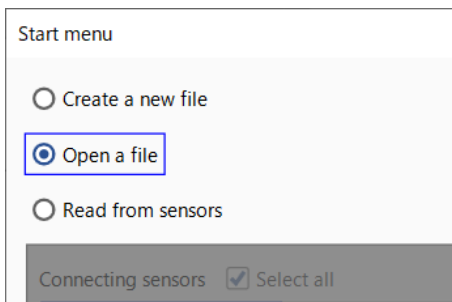 Start menu
Create a new file
Open a file
Read from sensors
Connecting sensors Select all